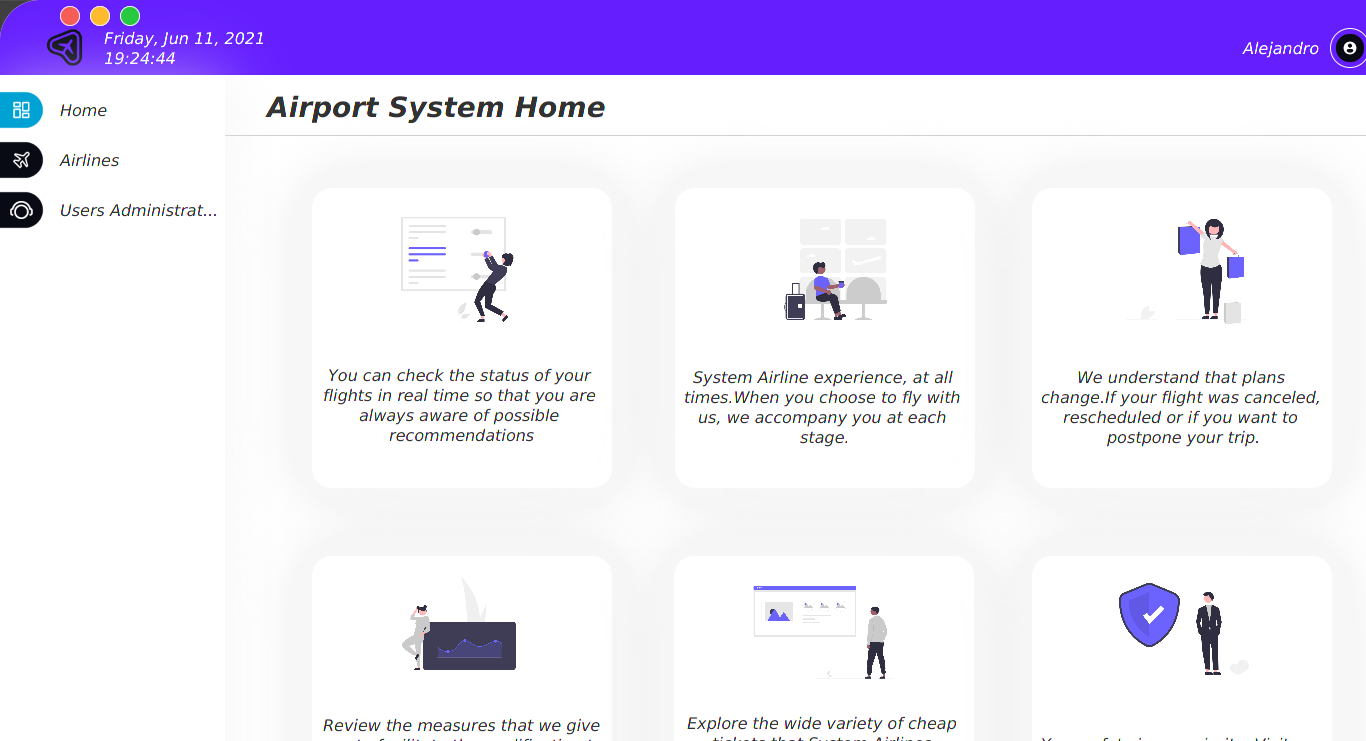 Friday, Jun 11, 2021
19:24:44
Alejandro
Home
Airlines
Users Administrat...
Airport System Home
You can check the status of your
flights in real time so that you are
always aware of possible
recommendations
System Airline experience, at all
times.When you choose to fly with
us, we accompany you at each
stage.
We understand that plans
change.If your flight was canceled,
rescheduled or if you want to
postpone your trip.
Review the measures that we give
Explore the wide variety of cheap
tickets that System Airlines